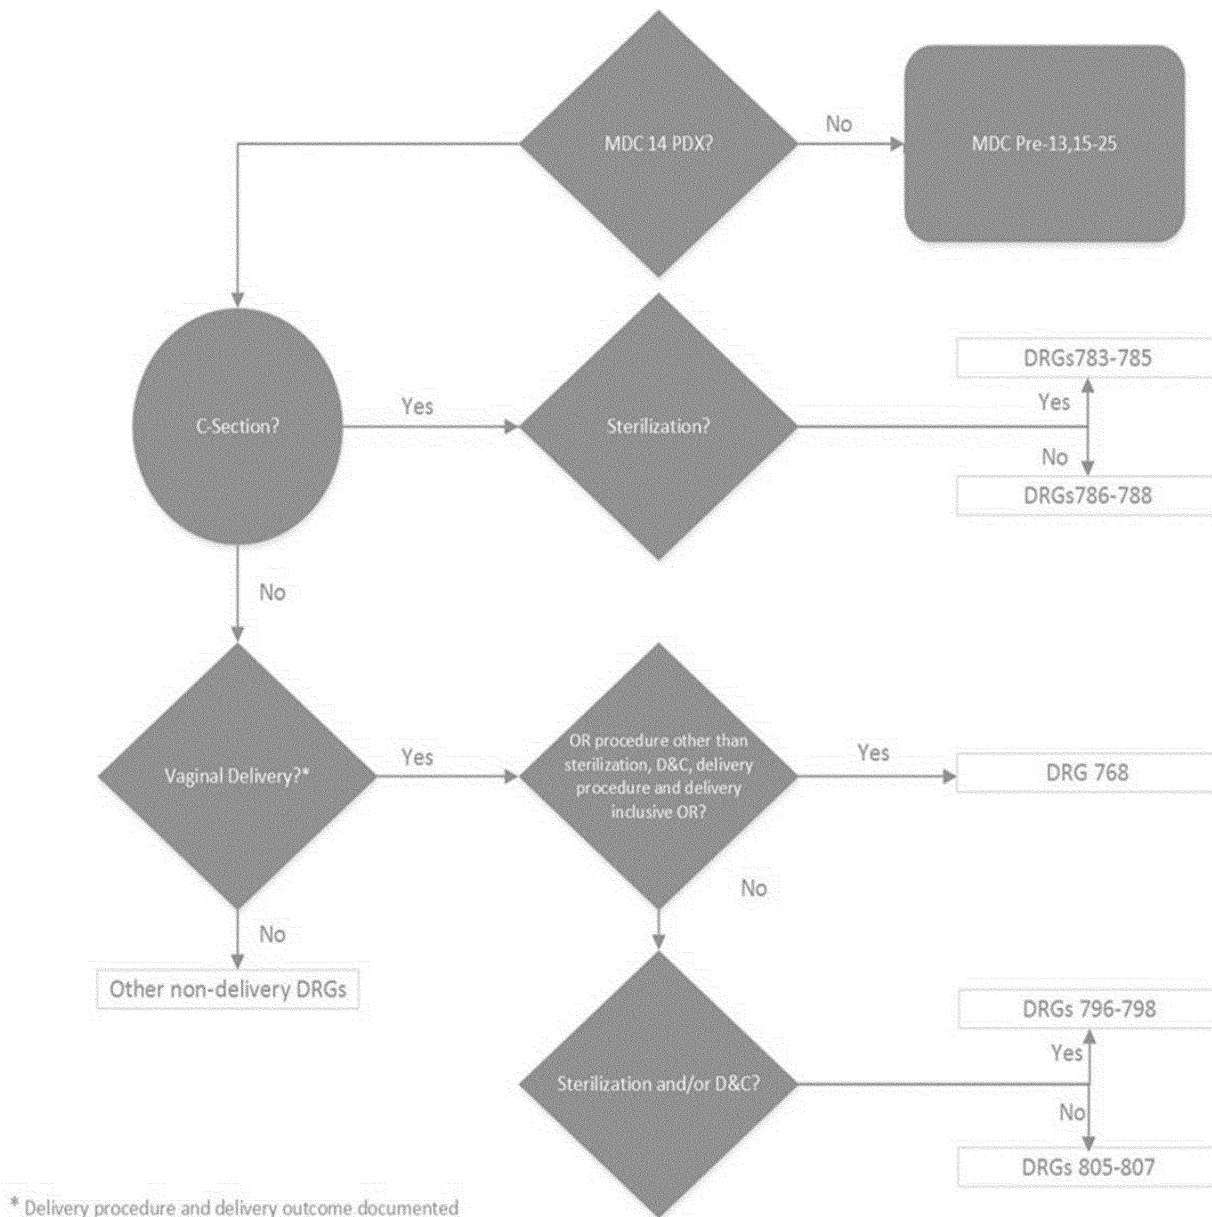 MDC 14 PDX?
No
MDC Pre-13,15-25
C-Section?
Yes
Sterilization?
DRGs783-785
Yes
No
DRGs786-788
No
Vaginal Delivery?*
Yes
OR procedure other than
sterilization, D&C, delivery
procedure and delivery
inclusive OR?
Yes
DRG 768
No
No
Other non-delivery DRGs
Sterilization and/or D&C?
DRGs 796-798
Yes
No
DRGs 805-807
* Delivery procedure and delivery outcome documented